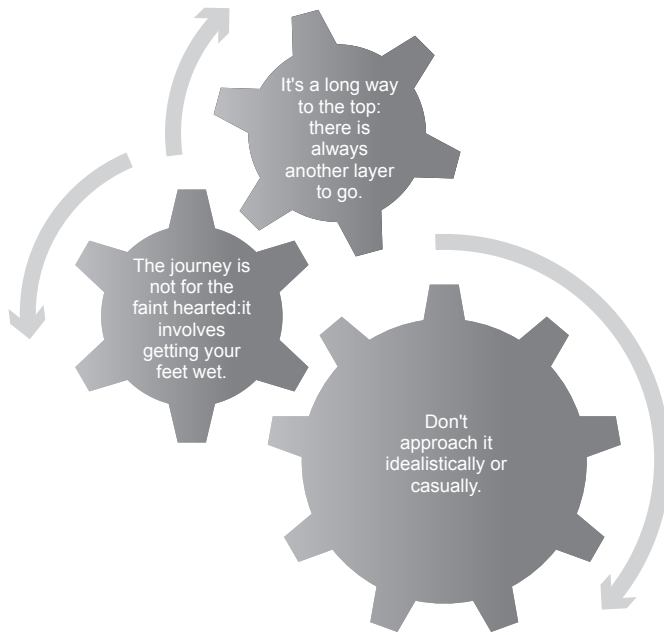 It's a long way
to the top:
there is
always
another layer
to go.
The journey is
not for the
faint hearted:it
involves
getting your
feet wet.
Don't
approach it
idealistically or
casually.